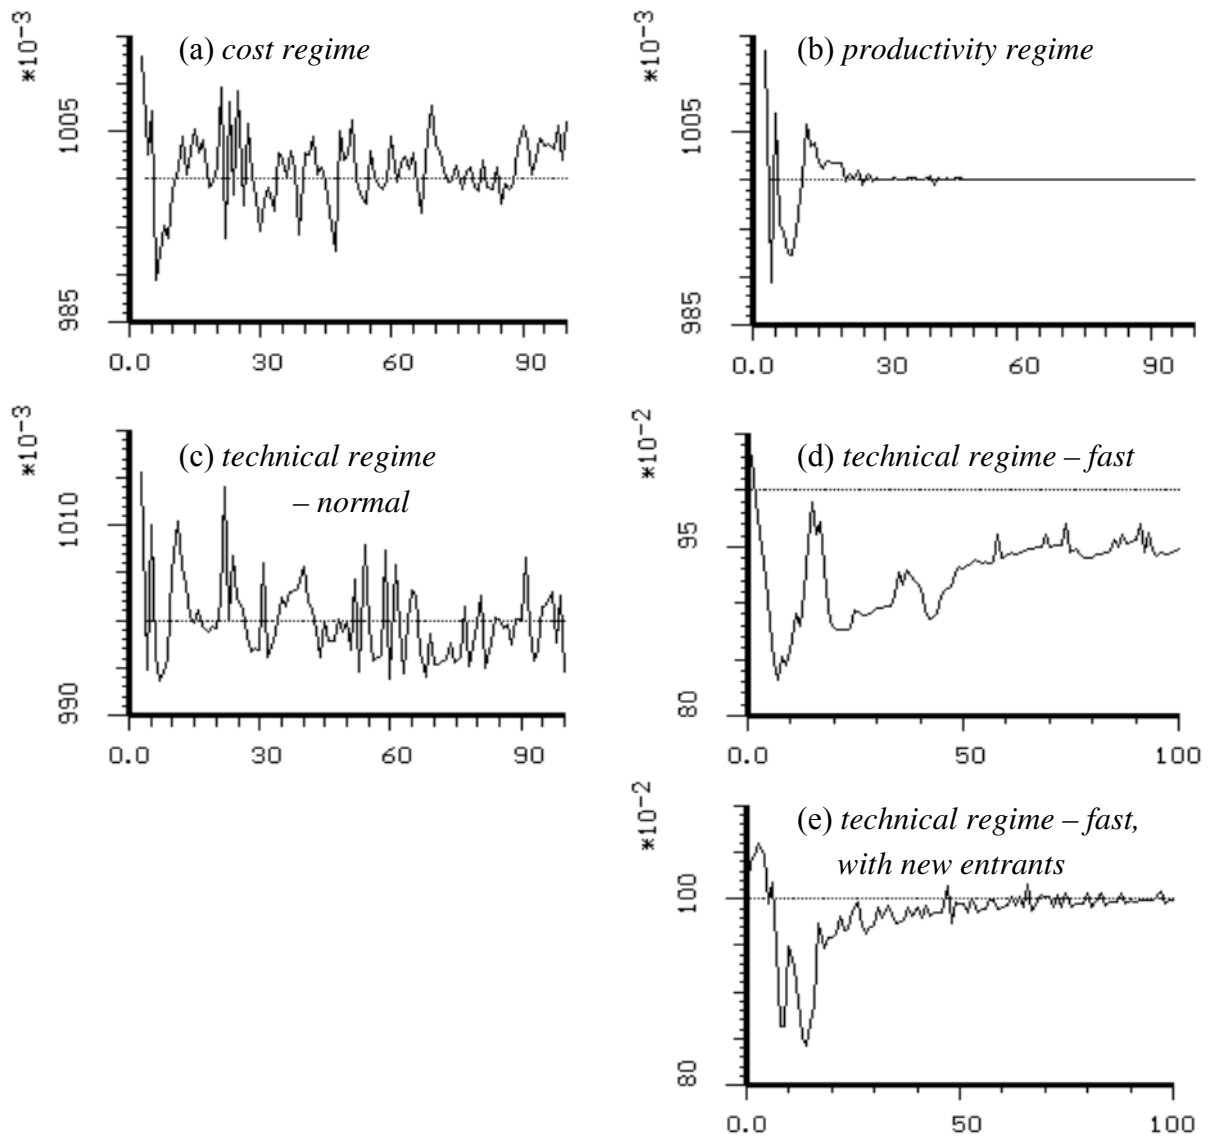 *10⁻³
(a) cost regime
1005
985
0.0 30 60 90
*10⁻³
(b) productivity regime
1005
985
0.0 30 60 90
*10⁻³
(c) technical regime
– normal
1010
990
0.0 30 60 90
*10⁻²
(d) technical regime – fast
95
80
0.0 50 100
*10⁻²
(e) technical regime – fast,
with new entrants
100
80
0.0 50 100